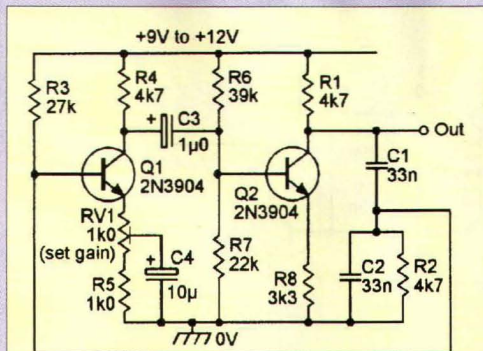 +9V to +12V
R3
27k
R4
4k7
C3
+
1µ0
R6
39k
R1
4k7
Out
Q1
2N3904
Q2
2N3904
C1
33n
RV1
1k0
(set gain)
+
C4
10µ
R5
1k0
R7
22k
R8
3k3
C2
33n
R2
4k7
0V